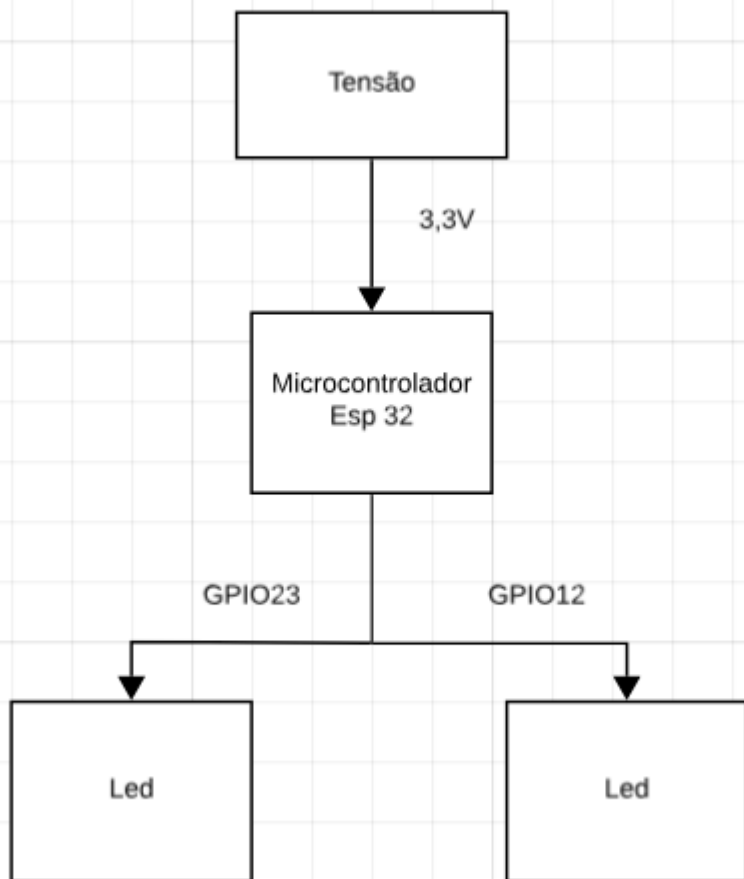 Tensão
3,3V
Microcontrolador
Esp 32
GPIO23
GPIO12
Led
Led